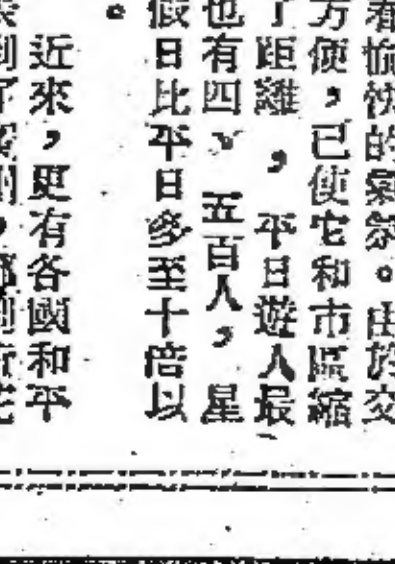 春愉快的氣氛。由於交
方便,已使它和市區縮
了距離,平日遊人最
也有四、五百人,星
假日比平日多至十倍以
。
近來,更有各國和平